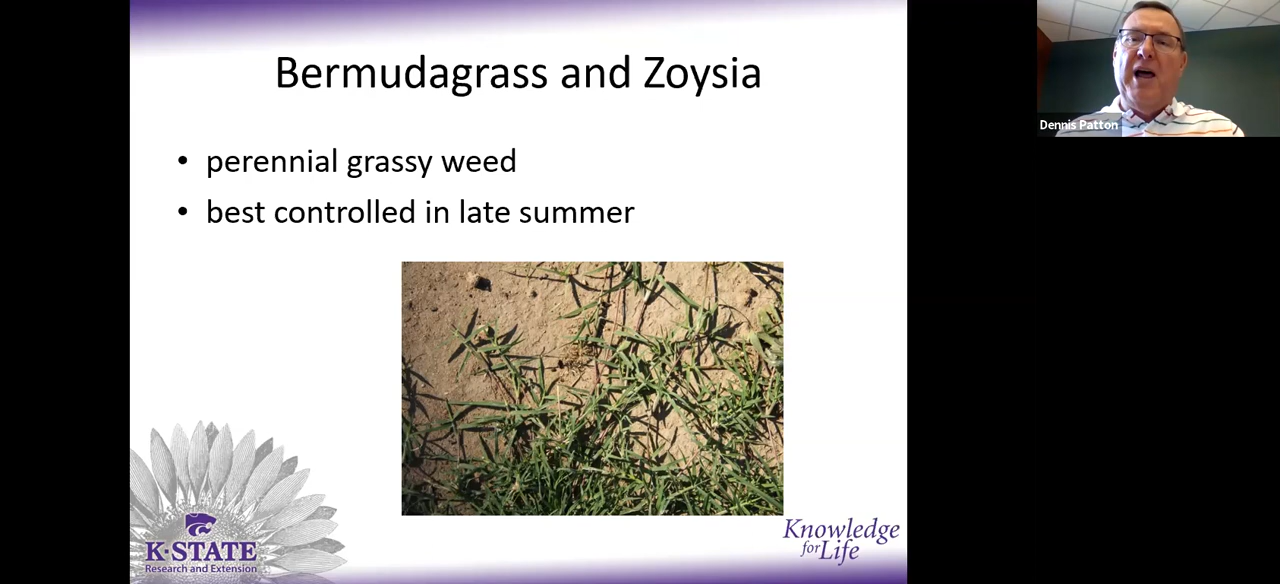 Bermudagrass and Zoysia
• perennial grassy weed
• best controlled in late summer
K·STATE
Research and Extension
Knowledge
for Life
Dennis Patton